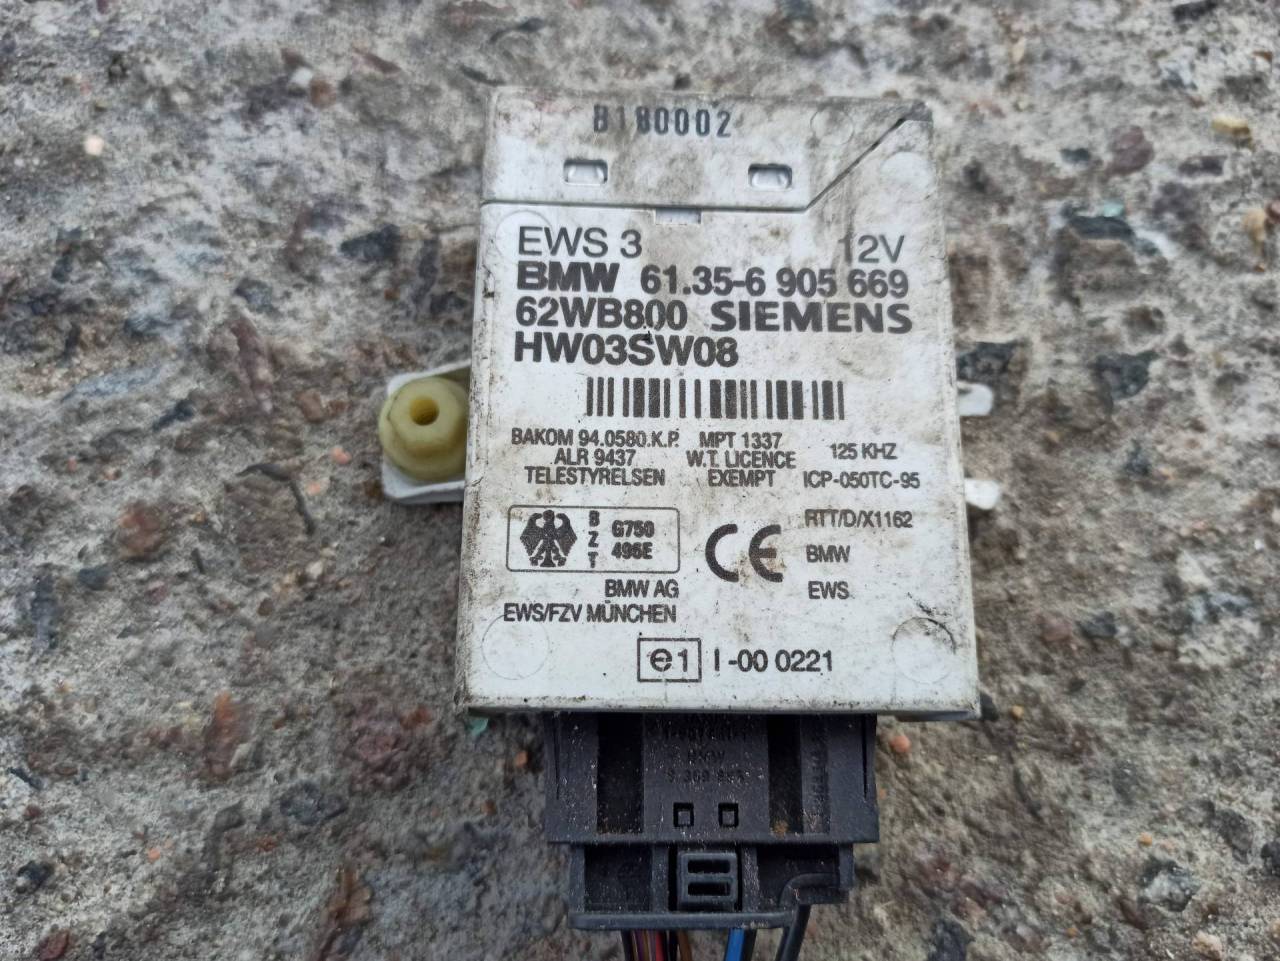 B180002
EWS 3 12V
BMW 61.35-6 905 669
62WB800 SIEMENS
HW03SW08
BAKOM 94.0580.K.P. MPT 1337 125 KHZ
ALR 9437 W.T. LICENCE
TELESTYRELSEN EXEMPT ICP-050TC-95
BZT G750 RTT/D/X1162
496E CE BMW
BMW AG EWS
EWS/FZV MÜNCHEN
e1 I-00 0221
BMW